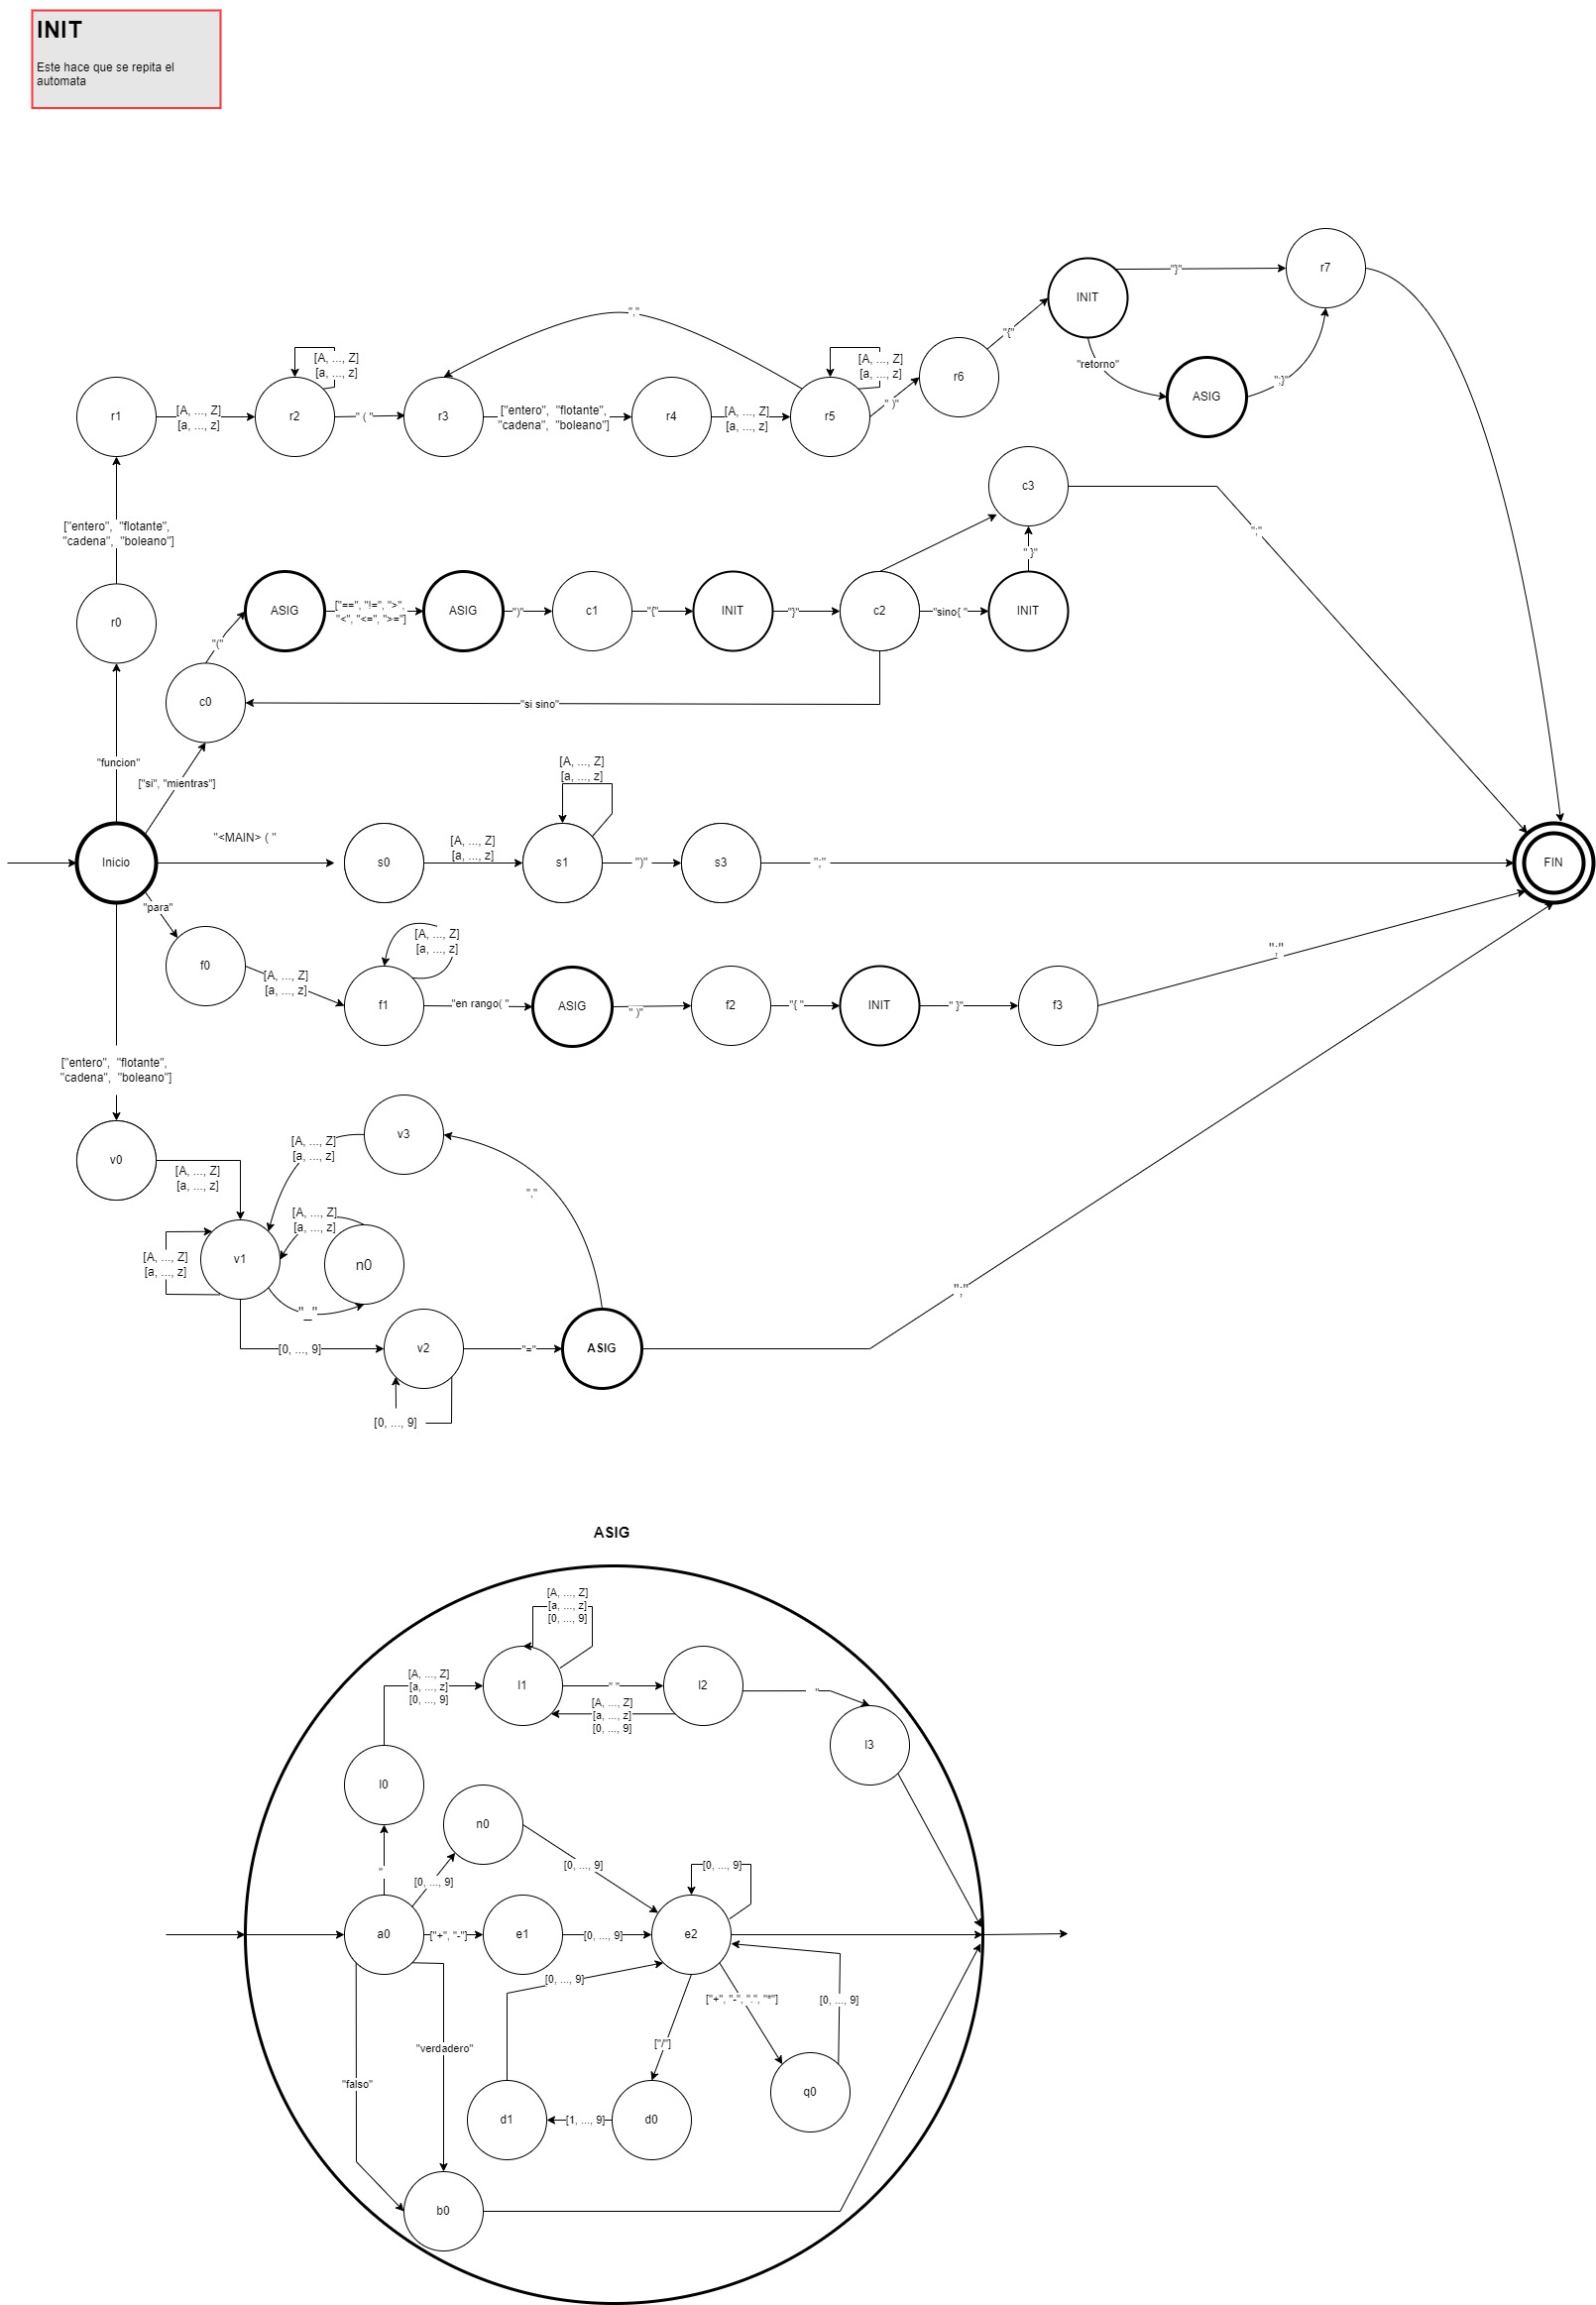 INIT
Este hace que se repita el
automata
r7
INIT
"}"
"retorno"
ASIG
";}"
"{"
r6
" )"
","
[A, ..., Z]
[a, ..., z]
[A, ..., Z]
[a, ..., z]
r1
[A, ..., Z]
[a, ..., z]
r2
" ( "
r3
["entero", "flotante",
"cadena", "boleano"]
r4
[A, ..., Z]
[a, ..., z]
r5
["entero", "flotante",
"cadena", "boleano"]
r0
"funcion"
c3
";"
" }"
ASIG
["==", "!=", ">",
"<", "<=", ">="]
ASIG
")"
c1
"{"
INIT
"}"
c2
"sino{ "
INIT
"("
c0
"si sino"
["si", "mientras"]
[A, ..., Z]
[a, ..., z]
"<MAIN> ( "
Inicio
s0
[A, ..., Z]
[a, ..., z]
s1
")"
s3
";"
FIN
"para"
f0
[A, ..., Z]
[a, ..., z]
[A, ..., Z]
[a, ..., z]
f1
"en rango( "
ASIG
" )"
f2
"{ "
INIT
" }"
f3
";"
["entero", "flotante",
"cadena", "boleano"]
v0
[A, ..., Z]
[a, ..., z]
v3
[A, ..., Z]
[a, ..., z]
","
[A, ..., Z]
[a, ..., z]
v1
[A, ..., Z]
[a, ..., z]
n0
"_"
[0, ..., 9]
v2
"="
ASIG
";"
[0, ..., 9]
ASIG
[A, ..., Z]
[a, ..., z]
[0, ..., 9]
[A, ..., Z]
[a, ..., z]
[0, ..., 9]
l1
" "
l2
[A, ..., Z]
[a, ..., z]
[0, ..., 9]
"
l3
l0
"
n0
[0, ..., 9]
[0, ..., 9]
[0, ..., 9]
a0
["+", "-"]
e1
[0, ..., 9]
e2
[0, ..., 9]
["+", "-", ".", "*"]
[0, ..., 9]
["/"]
"verdadero"
"falso"
d1
[1, ..., 9]
d0
q0
b0